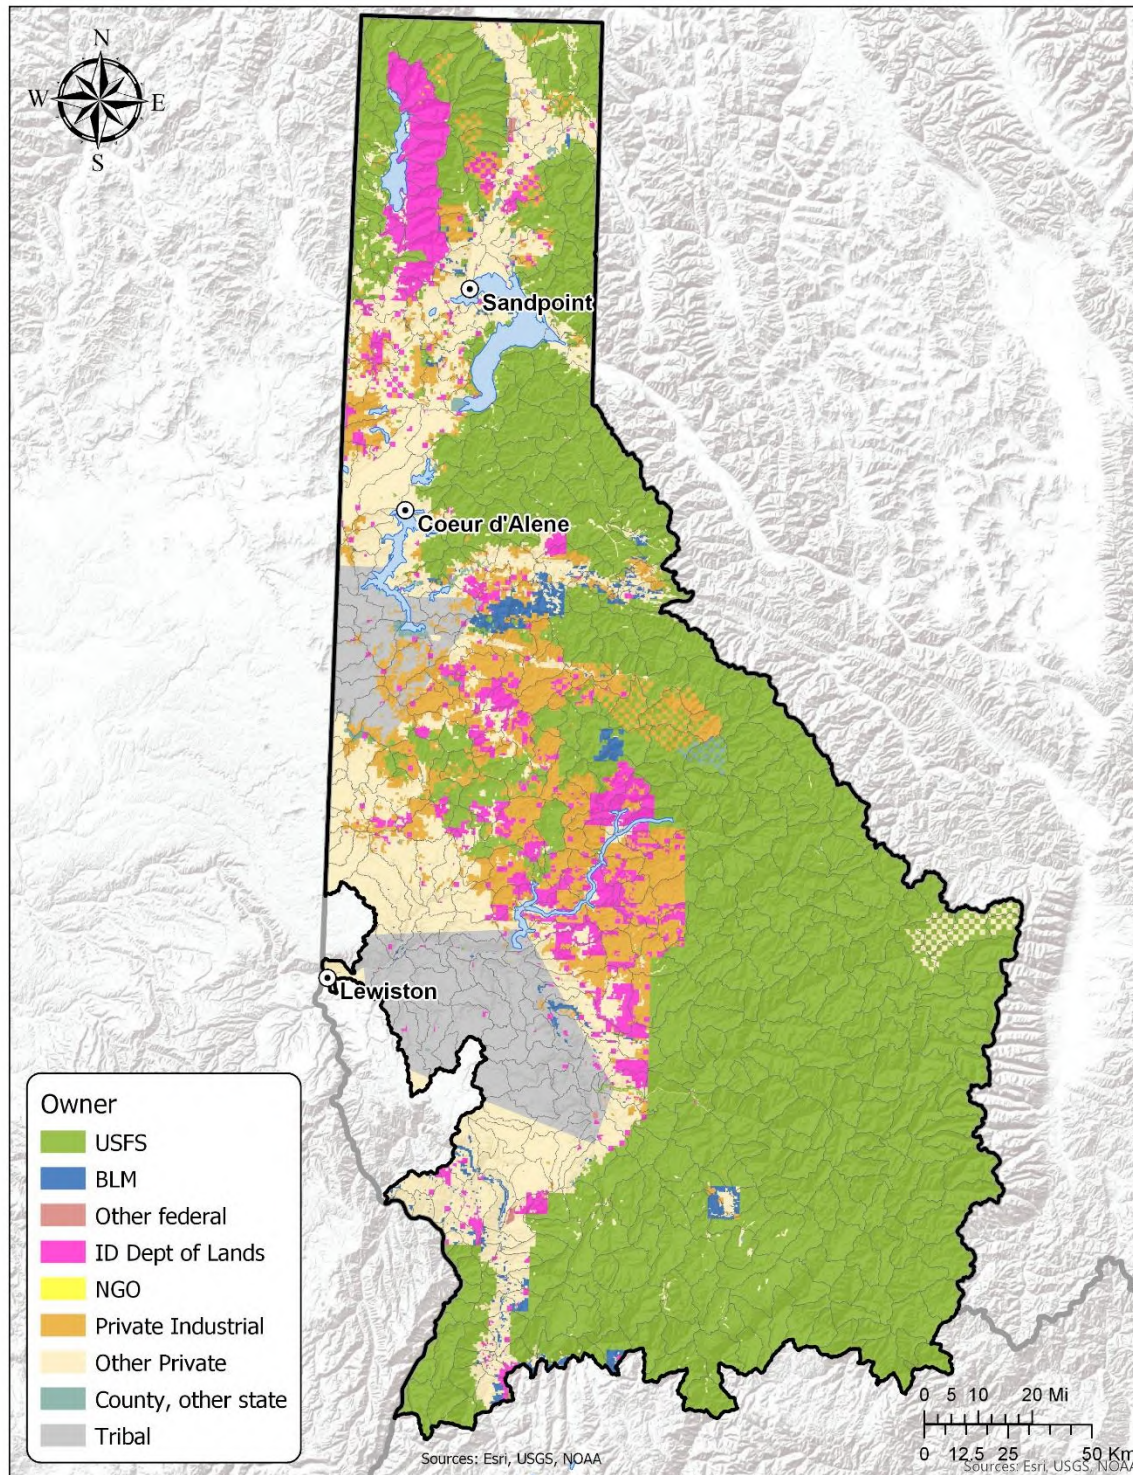 N
W E
S
Sandpoint
Coeur d'Alene
Lewiston
Owner
USFS
BLM
Other federal
ID Dept of Lands
NGO
Private Industrial
Other Private
County, other state
Tribal
0 5 10 20 Mi
0 12.5 25 50 Km
Sources: Esri, USGS, NOAA
Sources: Esri, USGS, NOAA